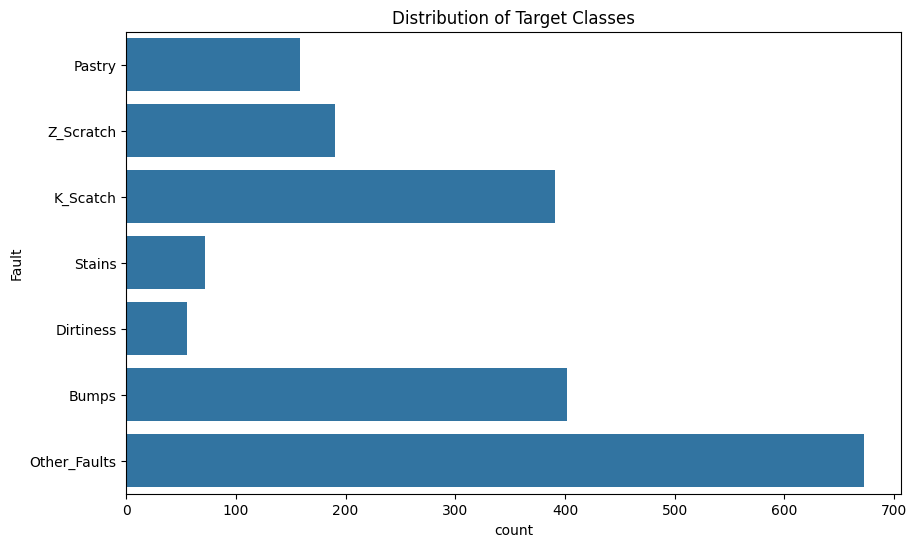 Distribution of Target Classes
Fault
Pastry
Z_Scratch
K_Scatch
Stains
Dirtiness
Bumps
Other_Faults
0 100 200 300 400 500 600 700
count